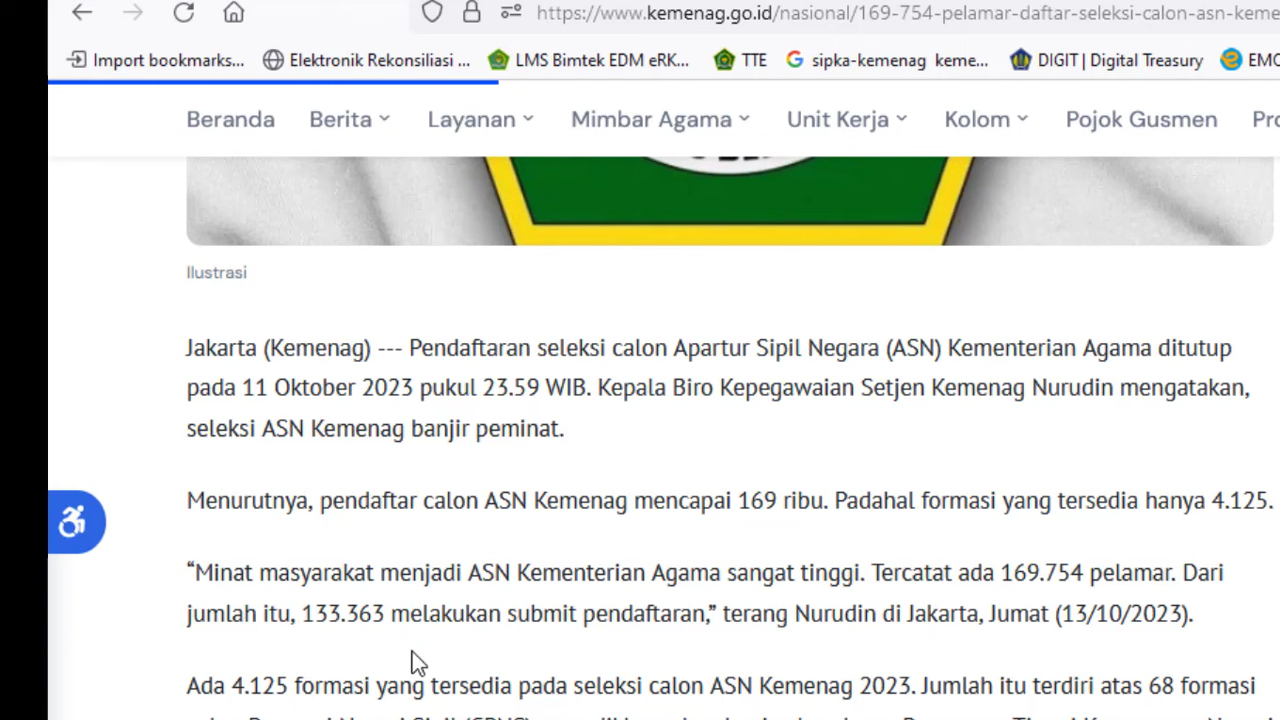 https://www.kemenag.go.id/nasional/169-754-pelamar-daftar-seleksi-calon-asn-keme
Import bookmarks... Elektronik Rekonsiliasi ... LMS Bimtek EDM eRK... TTE sipka-kemenag keme... DIGIT | Digital Treasury EMO
Beranda Berita Layanan Mimbar Agama Unit Kerja Kolom Pojok Gusmen Pro
Ilustrasi
Jakarta (Kemenag) --- Pendaftaran seleksi calon Apartur Sipil Negara (ASN) Kementerian Agama ditutup
pada 11 Oktober 2023 pukul 23.59 WIB. Kepala Biro Kepegawaian Setjen Kemenag Nurudin mengatakan,
seleksi ASN Kemenag banjir peminat.
Menurutnya, pendaftar calon ASN Kemenag mencapai 169 ribu. Padahal formasi yang tersedia hanya 4.125.
“Minat masyarakat menjadi ASN Kementerian Agama sangat tinggi. Tercatat ada 169.754 pelamar. Dari
jumlah itu, 133.363 melakukan submit pendaftaran,” terang Nurudin di Jakarta, Jumat (13/10/2023).
Ada 4.125 formasi yang tersedia pada seleksi calon ASN Kemenag 2023. Jumlah itu terdiri atas 68 formasi